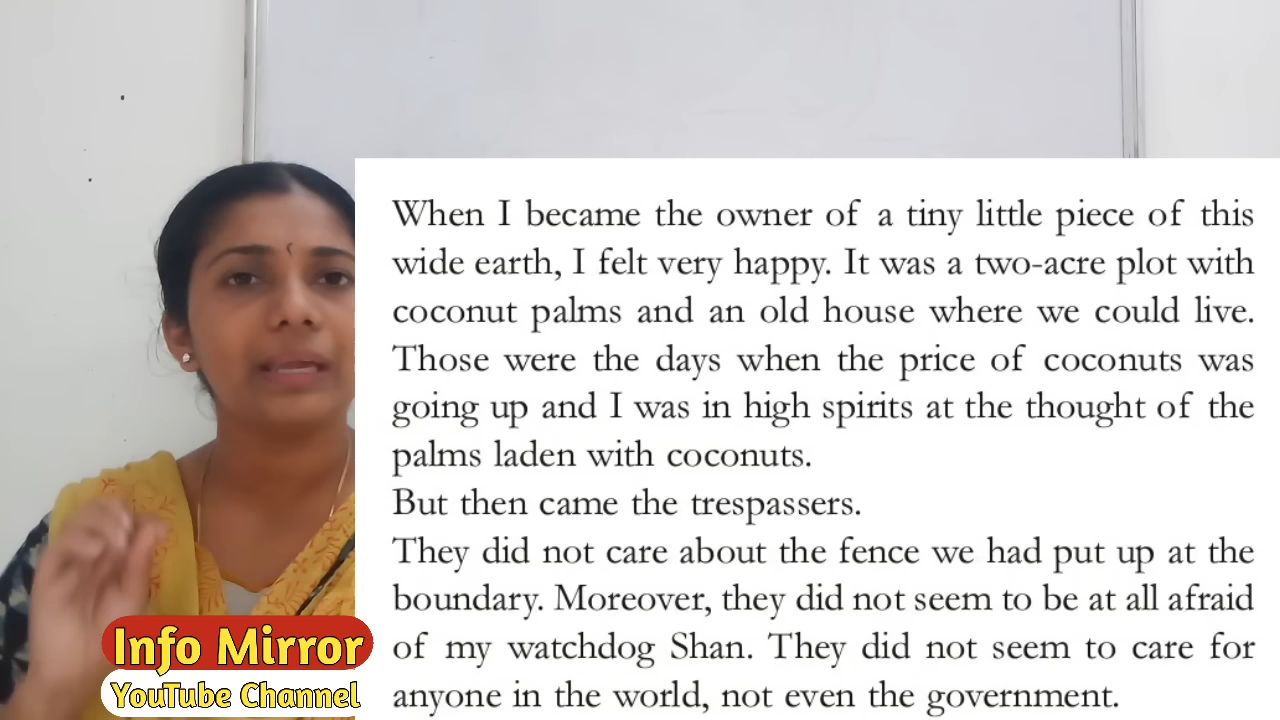 When I became the owner of a tiny little piece of this
wide earth, I felt very happy. It was a two-acre plot with
coconut palms and an old house where we could live.
Those were the days when the price of coconuts was
going up and I was in high spirits at the thought of the
palms laden with coconuts.
But then came the trespassers.
They did not care about the fence we had put up at the
boundary. Moreover, they did not seem to be at all afraid
of my watchdog Shan. They did not seem to care for
anyone in the world, not even the government.
Info Mirror
YouTube Channel